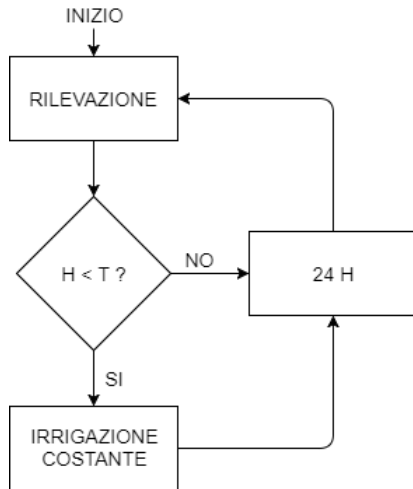 INIZIO
RILEVAZIONE
H < T ?
NO
24 H
SI
IRRIGAZIONE
COSTANTE